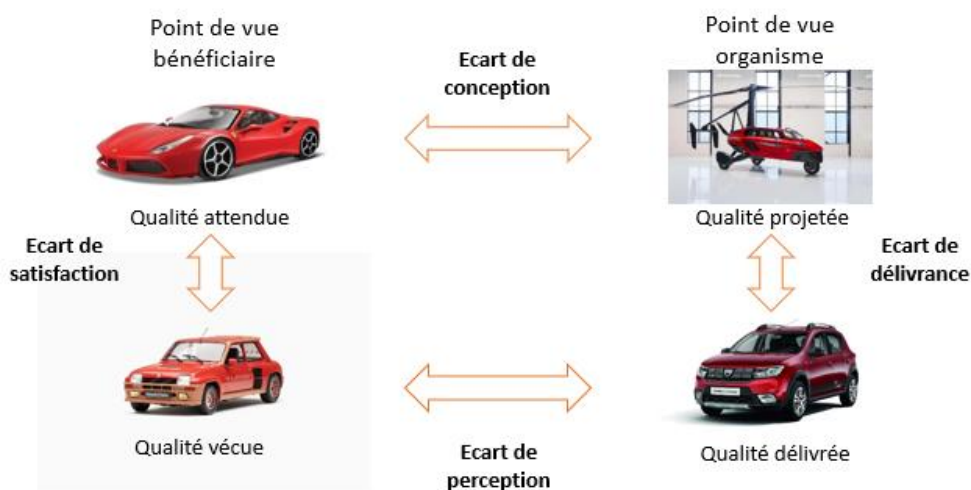 Point de vue
bénéficiaire
Point de vue
organisme
Ecart de
conception
Qualité attendue
Qualité projetée
Ecart de
satisfaction
Ecart de
délivrance
Qualité vécue
Qualité délivrée
Ecart de
perception